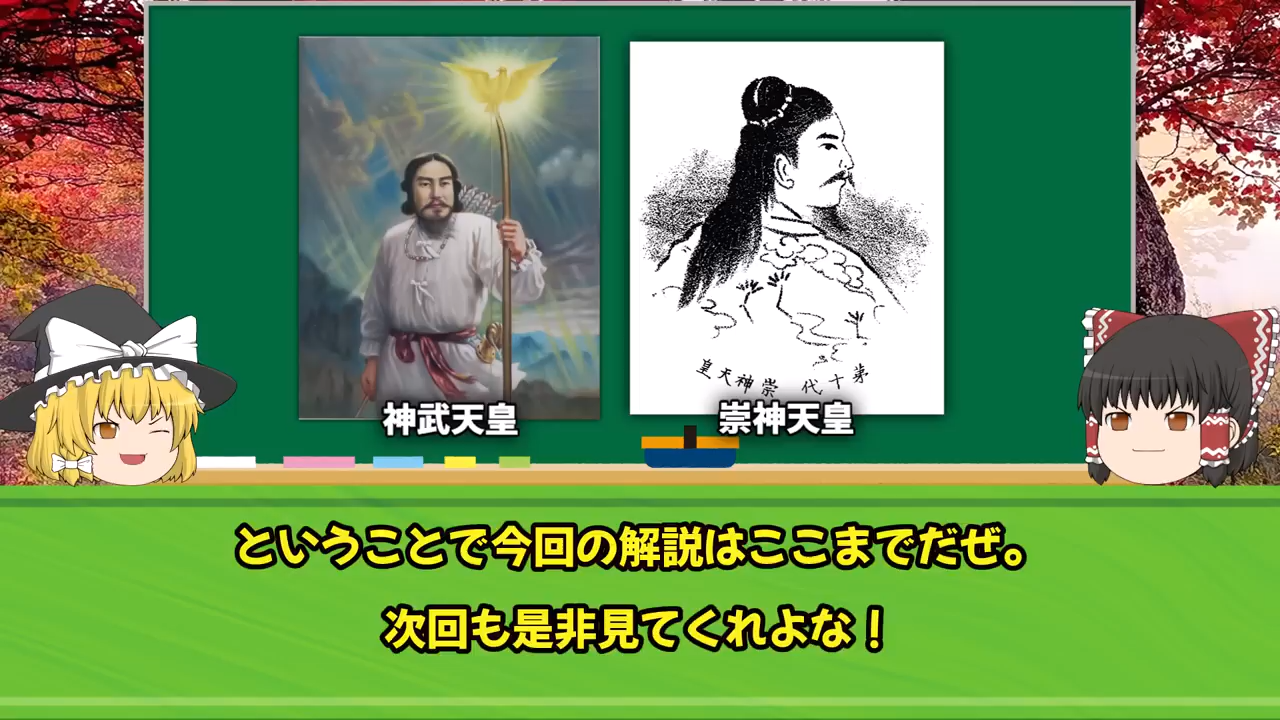 皇天神崇 代十第
神武天皇
崇神天皇
ということで今回の解説はここまでだぜ。
次回も是非見てくれよな！